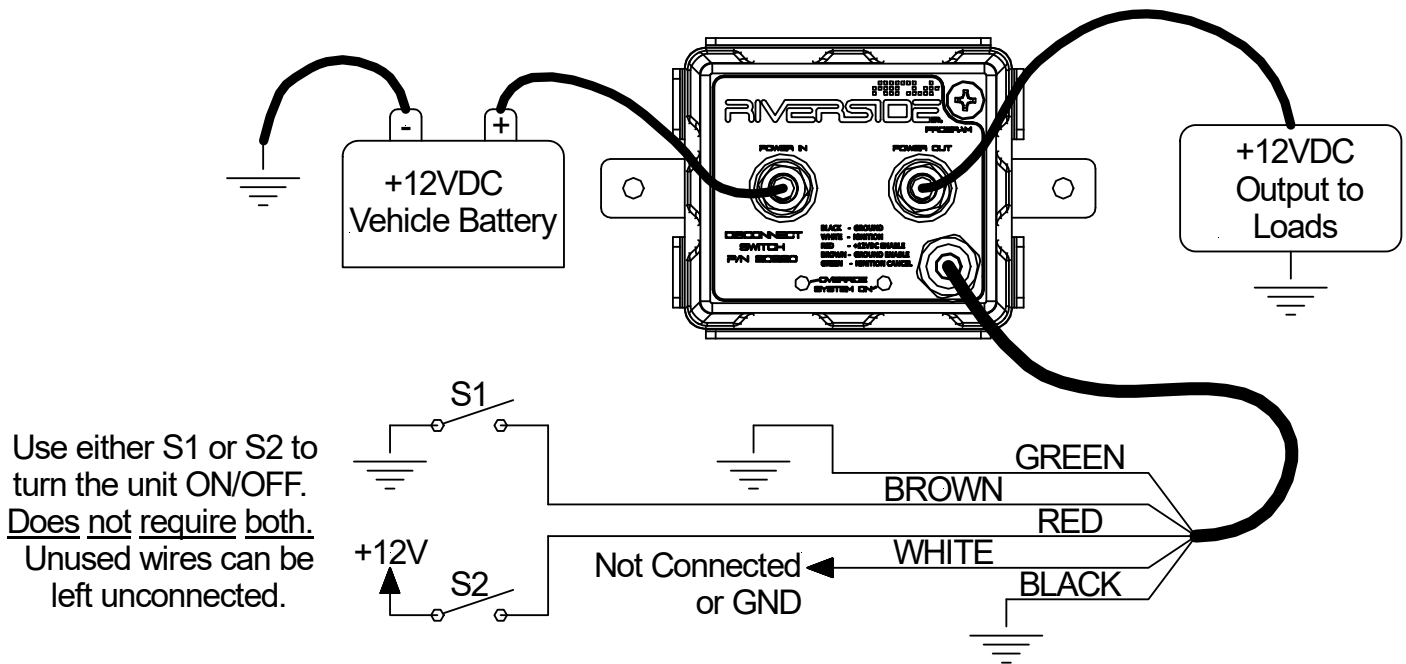 -
+
+12VDC
Vehicle Battery
RIVERSIDE
PROGRAM
POWER IN
POWER OUT
DISCONNECT
SWITCH
BLACK - GROUND
WHITE - IGNITION
RED - +12VDC ENABLE
BROWN - GROUND ENABLE
GREEN - IGNITION CANCEL
OVERRIDE
SYSTEM ON
+12VDC
Output to
Loads
Use either S1 or S2 to
turn the unit ON/OFF.
Does not require both.
Unused wires can be
left unconnected.
S1
+12V
S2
GREEN
BROWN
RED
WHITE
BLACK
Not Connected
or GND